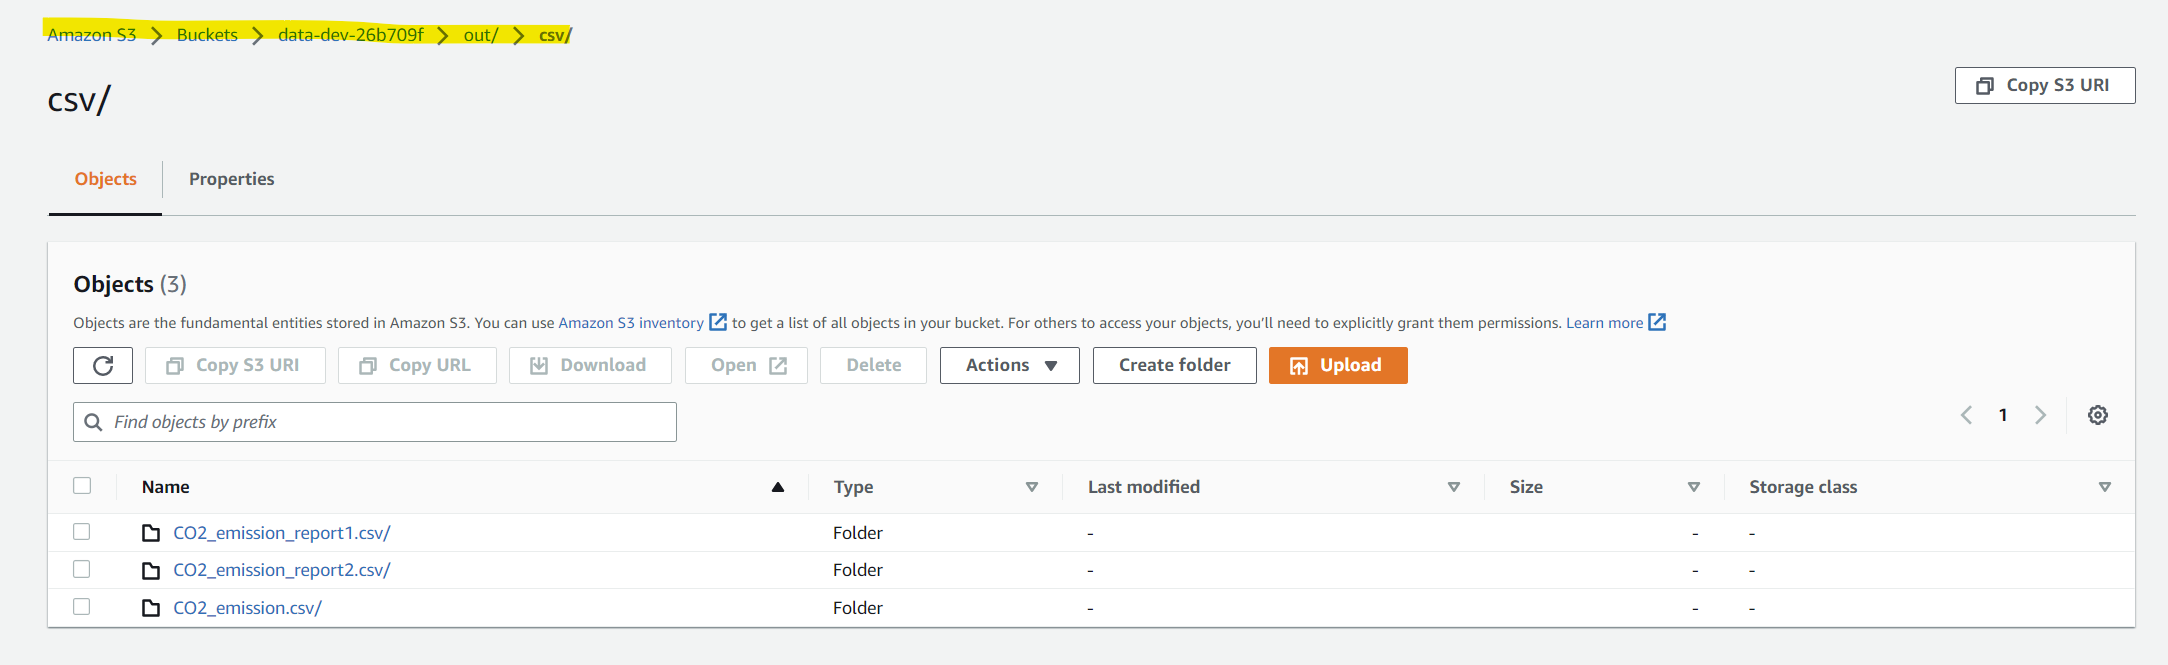 Amazon S3 > Buckets > data-dev-26b709f > out/ > csv/
csv/
Copy S3 URI
Objects Properties
Objects (3)
Objects are the fundamental entities stored in Amazon S3. You can use Amazon S3 inventory to get a list of all objects in your bucket. For others to access your objects, you’ll need to explicitly grant them permissions. Learn more
Copy S3 URI Copy URL Download Open Delete Actions Create folder Upload
Find objects by prefix
1
Name Type Last modified Size Storage class
CO2_emission_report1.csv/ Folder - - -
CO2_emission_report2.csv/ Folder - - -
CO2_emission.csv/ Folder - - -